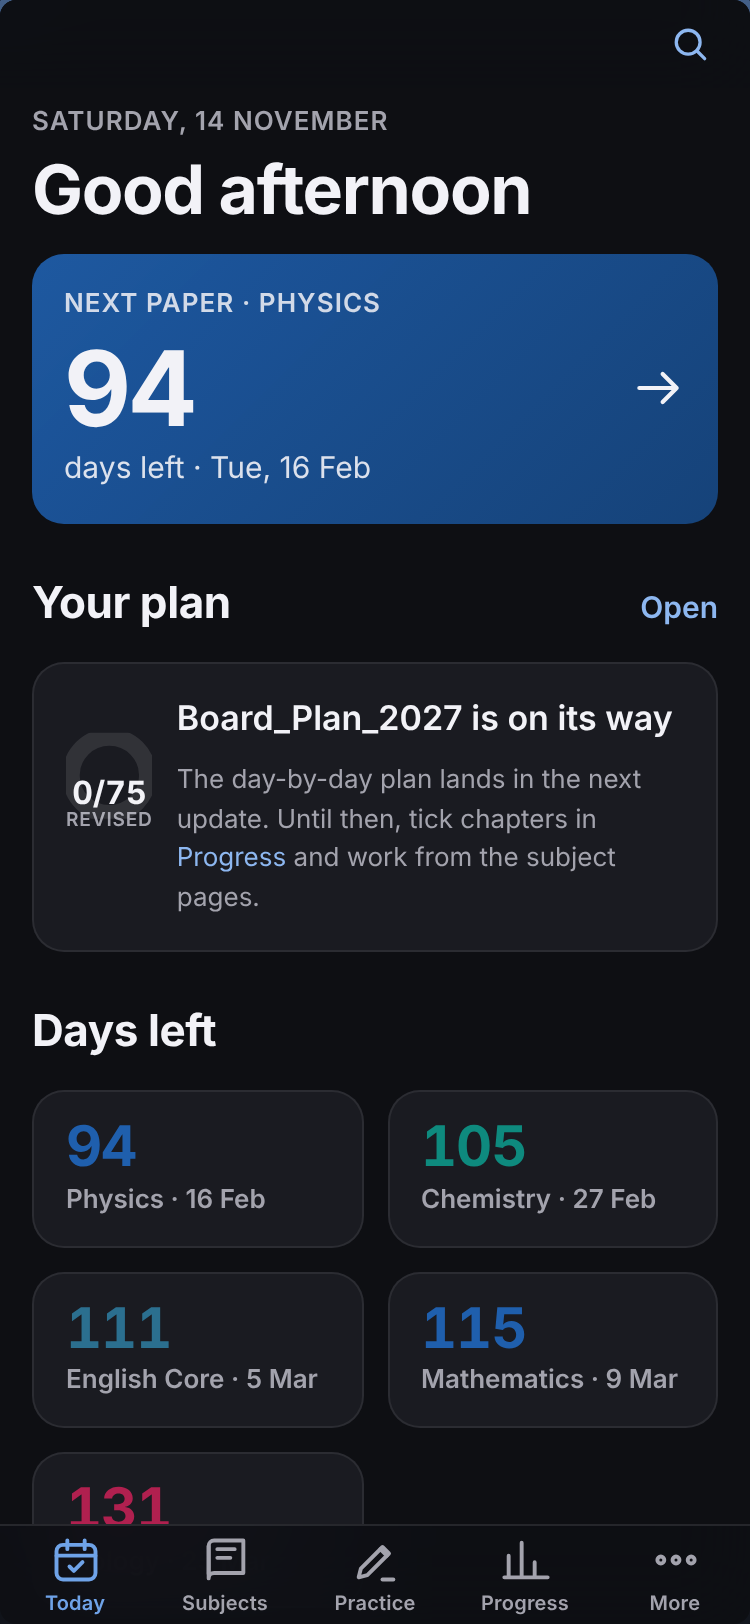 SATURDAY, 14 NOVEMBER
Good afternoon
NEXT PAPER · PHYSICS
94
days left · Tue, 16 Feb
Your plan
Open
0/75
REVISED
Board_Plan_2027 is on its way
The day-by-day plan lands in the next
update. Until then, tick chapters in
Progress and work from the subject
pages.
Days left
94
Physics · 16 Feb
105
Chemistry · 27 Feb
111
English Core · 5 Mar
115
Mathematics · 9 Mar
131
Today
Subjects
Practice
Progress
More